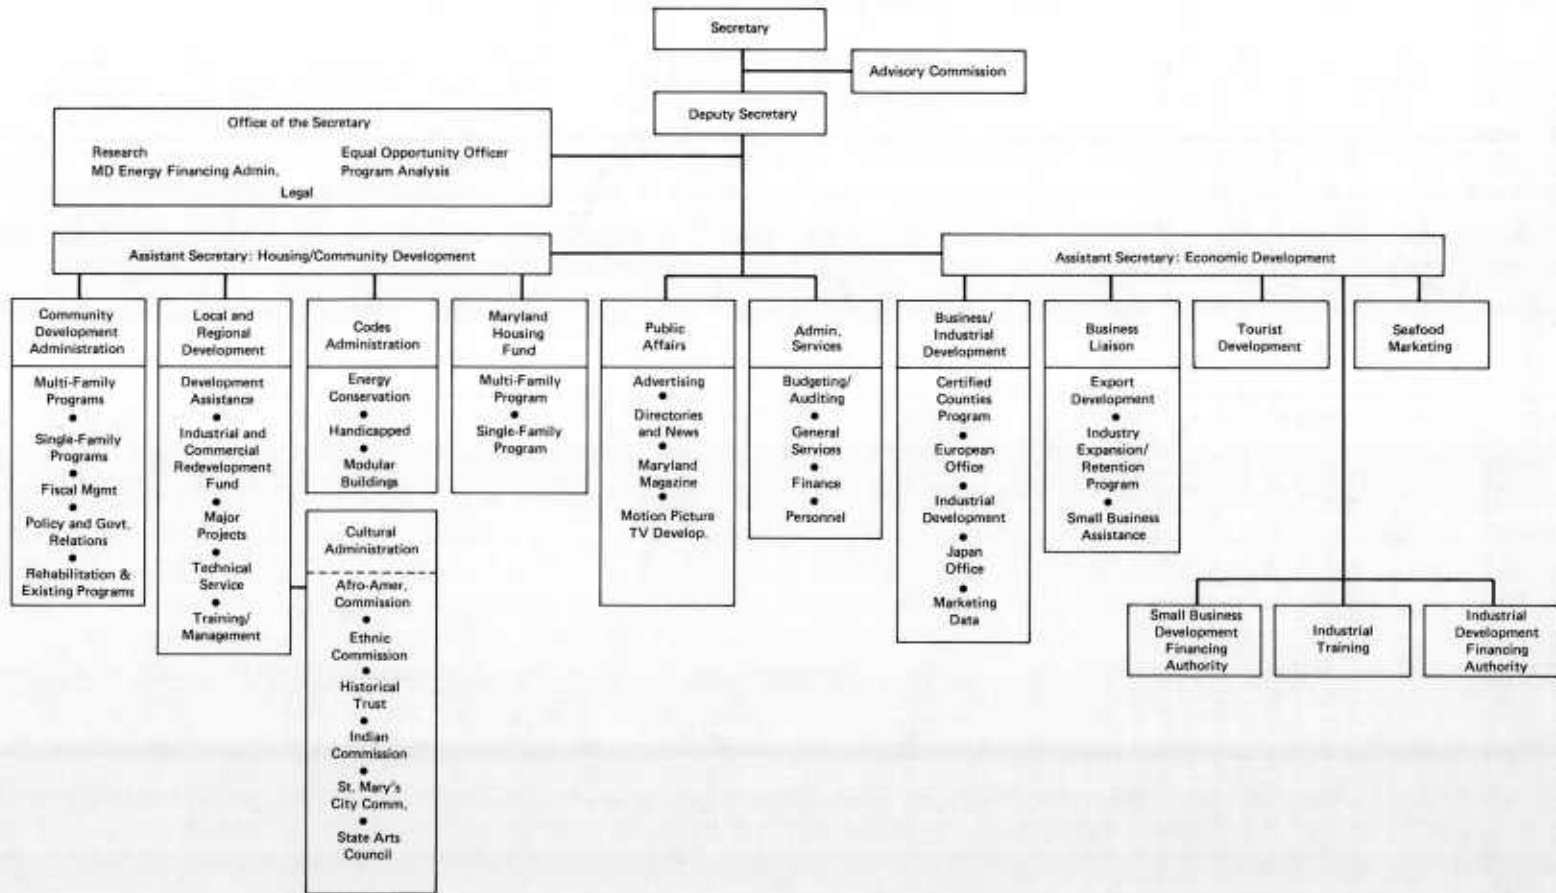 Secretary
Advisory Commission
Deputy Secretary
Office of the Secretary
Research
Equal Opportunity Officer
MD Energy Financing Admin.
Program Analysis
Legal
Assistant Secretary: Housing/Community Development
Assistant Secretary: Economic Development
Community
Development
Administration
Multi-Family
Programs
Single-Family
Programs
Fiscal Mgmt
Policy and Govt.
Relations
Rehabilitation &
Existing Programs
Local and
Regional
Development
Development
Assistance
Industrial and
Commercial
Redevelopment
Fund
Major
Projects
Technical
Service
Training/
Management
Codes
Administration
Energy
Conservation
Handicapped
Modular
Buildings
Cultural
Administration
Afro-Amer.
Commission
Ethnic
Commission
Historical
Trust
Indian
Commission
St. Mary's
City Comm.
State Arts
Council
Maryland
Housing
Fund
Multi-Family
Program
Single-Family
Program
Public
Affairs
Advertising
Directories
and News
Maryland
Magazine
Motion Picture
TV Develop.
Admin.
Services
Budgeting/
Auditing
General
Services
Finance
Personnel
Business/
Industrial
Development
Certified
Counties
Program
European
Office
Industrial
Development
Japan
Office
Marketing
Data
Business
Liaison
Export
Development
Industry
Expansion/
Retention
Program
Small Business
Assistance
Tourist
Development
Seafood
Marketing
Small Business
Development
Financing
Authority
Industrial
Training
Industrial
Development
Financing
Authority